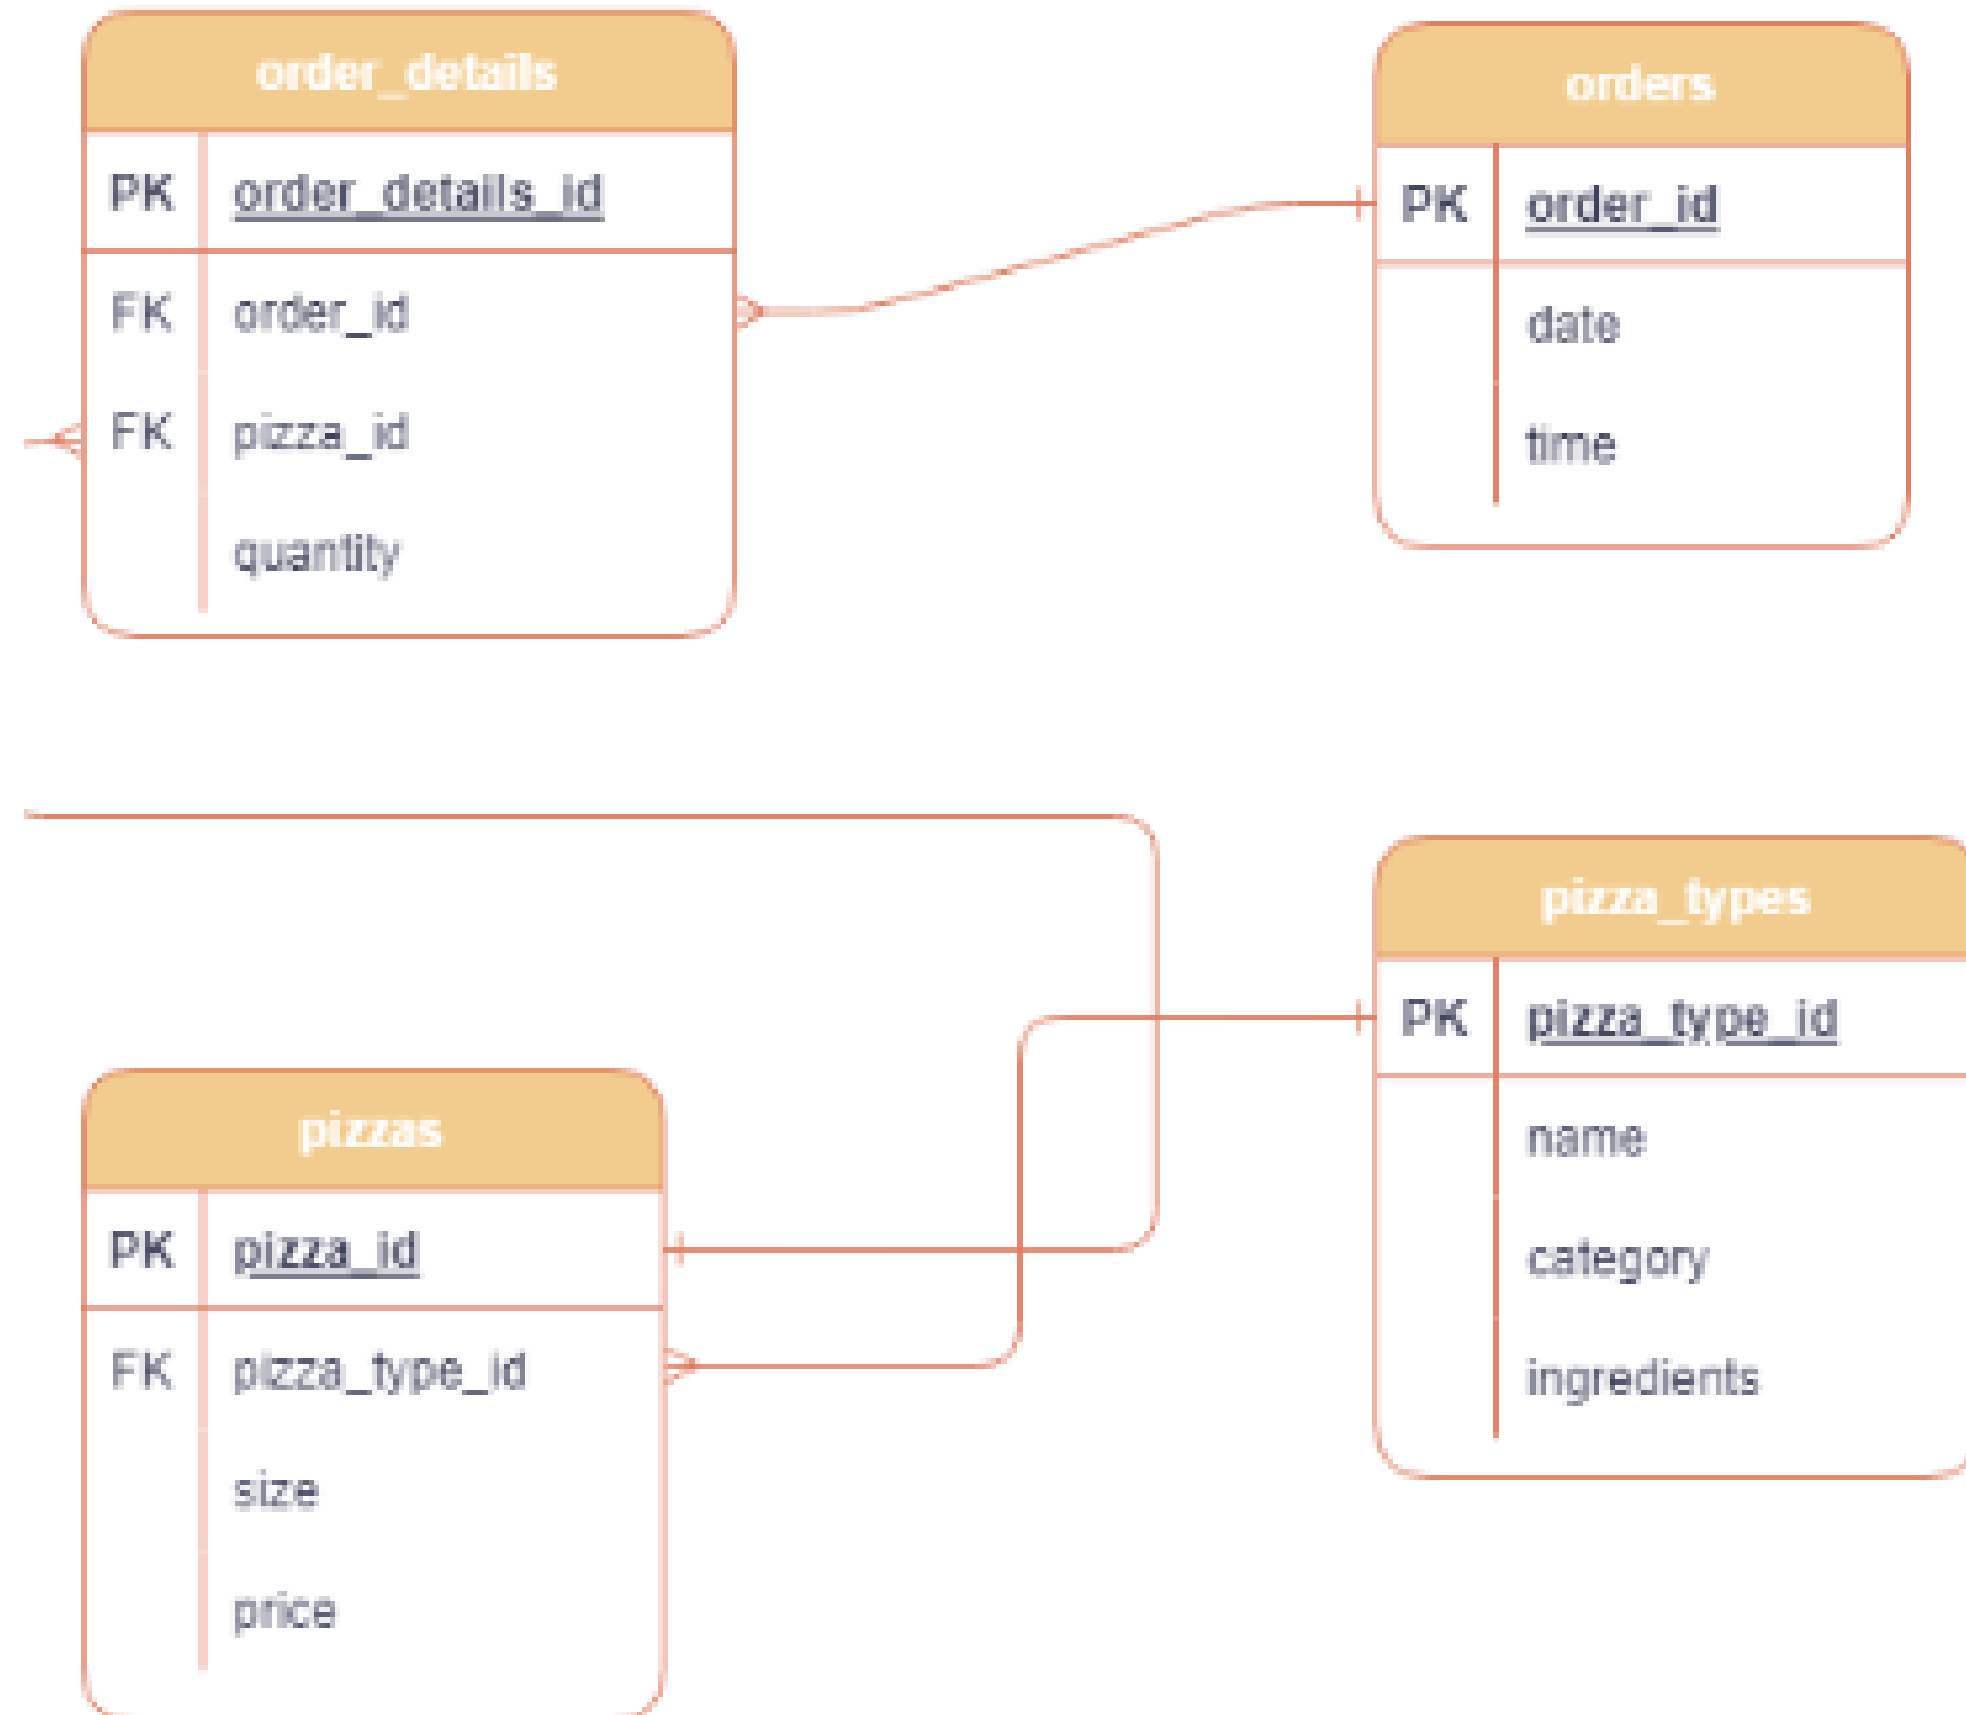 order_details
PK order_details_id
FK order_id
FK pizza_id
quantity
orders
PK order_id
date
time
pizzas
PK pizza_id
FK pizza_type_id
size
price
pizza_types
PK pizza_type_id
name
category
ingredients